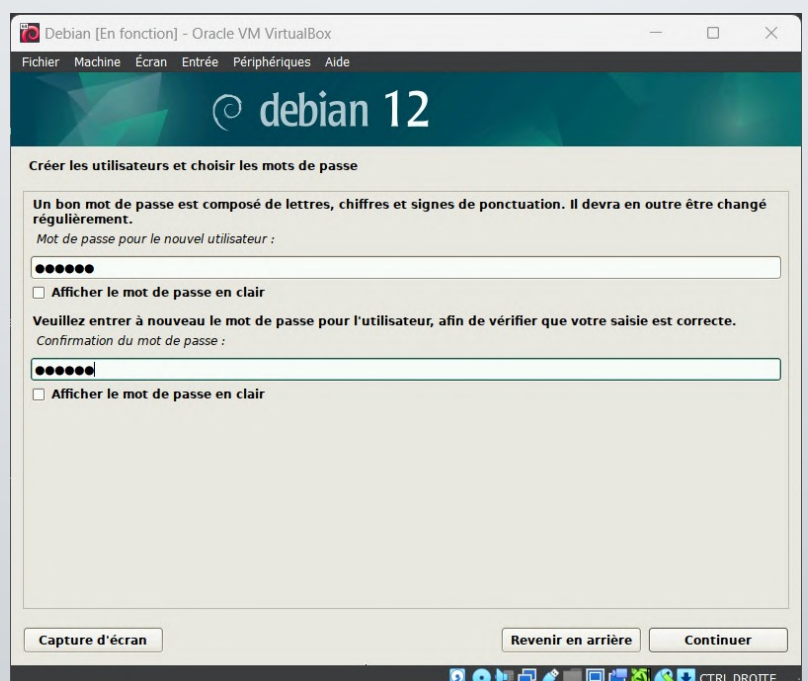 Debian [En fonction] - Oracle VM VirtualBox
Fichier Machine Écran Entrée Périphériques Aide
debian 12
Créer les utilisateurs et choisir les mots de passe
Un bon mot de passe est composé de lettres, chiffres et signes de ponctuation. Il devra en outre être changé
régulièrement.
Mot de passe pour le nouvel utilisateur :
●●●●●●
Afficher le mot de passe en clair
Veuillez entrer à nouveau le mot de passe pour l'utilisateur, afin de vérifier que votre saisie est correcte.
Confirmation du mot de passe :
●●●●●●
Afficher le mot de passe en clair
Capture d'écran Revenir en arrière Continuer
CTRL DROITE